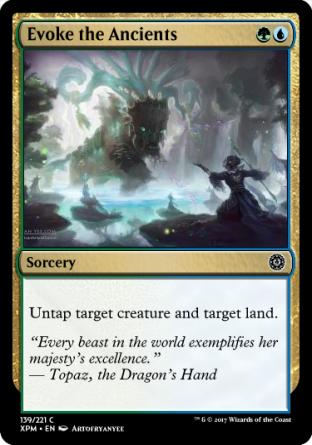 Evoke the Ancients
Sorcery
Untap target creature and target land.
“Every beast in the world exemplifies her
majesty’s excellence.”
— Topaz, the Dragon’s Hand
139/221 C
XPM • EN ARTOFRYANYEE
™ & © 2017 Wizards of the Coast